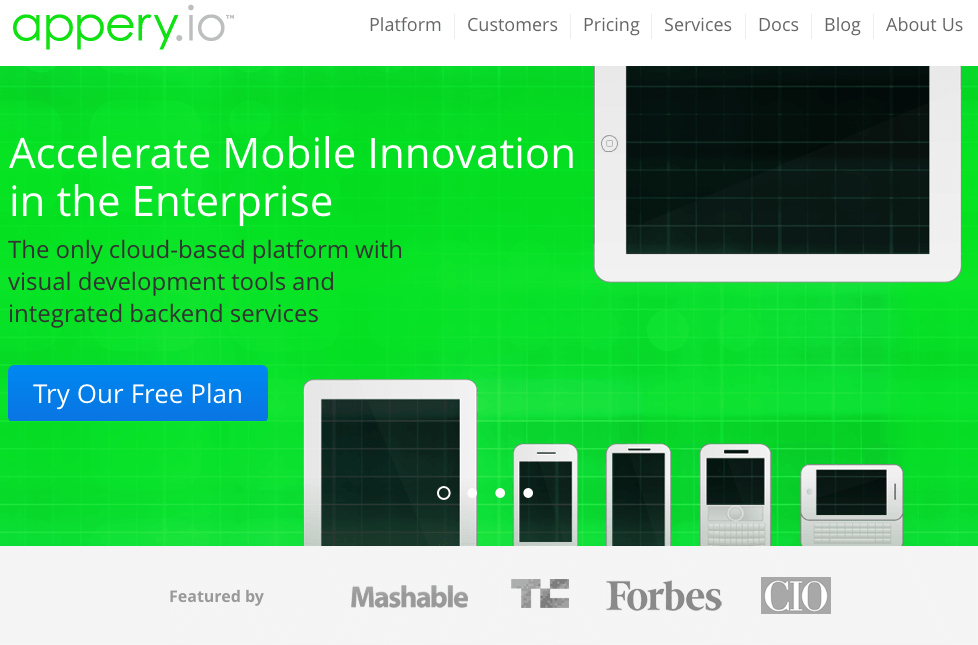 appery.io™
Platform
Customers
Pricing
Services
Docs
Blog
About Us
Accelerate Mobile Innovation
in the Enterprise
The only cloud-based platform with
visual development tools and
integrated backend services
Try Our Free Plan
Featured by
Mashable
TC
Forbes
CIO